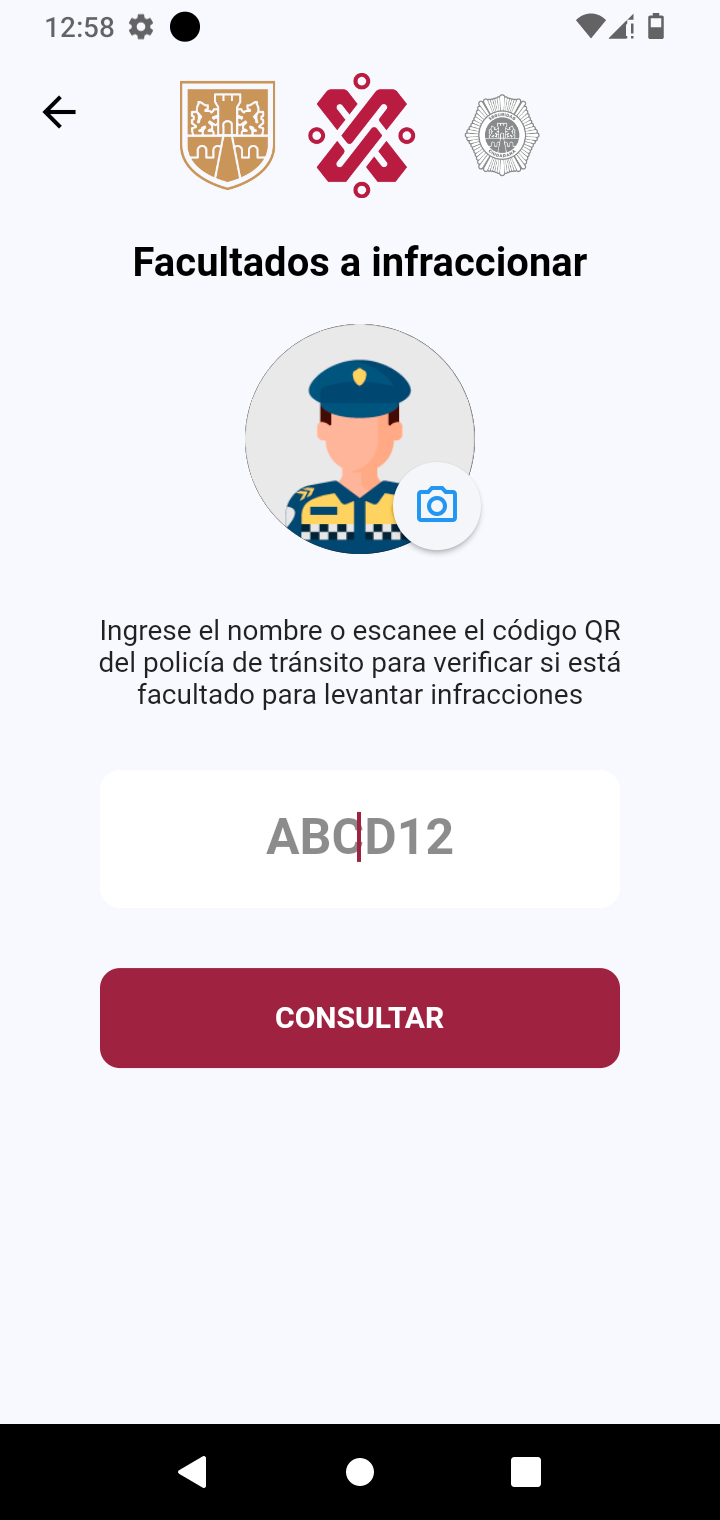 12:58
Facultados a infraccionar
Ingrese el nombre o escanee el código QR
del policía de tránsito para verificar si está
facultado para levantar infracciones
ABCD12
CONSULTAR